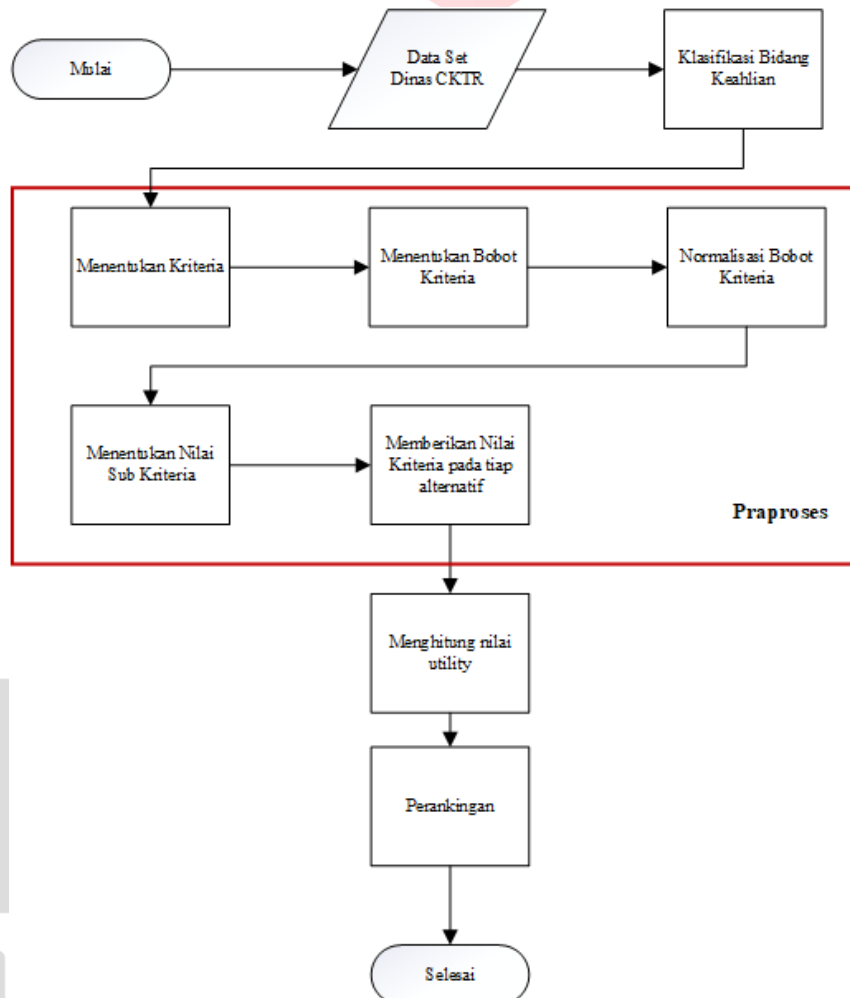 Mulai
Data Set
Dinas CKTR
Klasifikasi Bidang
Keahlian
Menentukan Kriteria
Menentukan Bobot
Kriteria
Normalisasi Bobot
Kriteria
Menentukan Nilai
Sub Kriteria
Memberikan Nilai
Kriteria pada tiap
alternatif
Praproses
Menghitung nilai
utility
Perankingan
Selesai